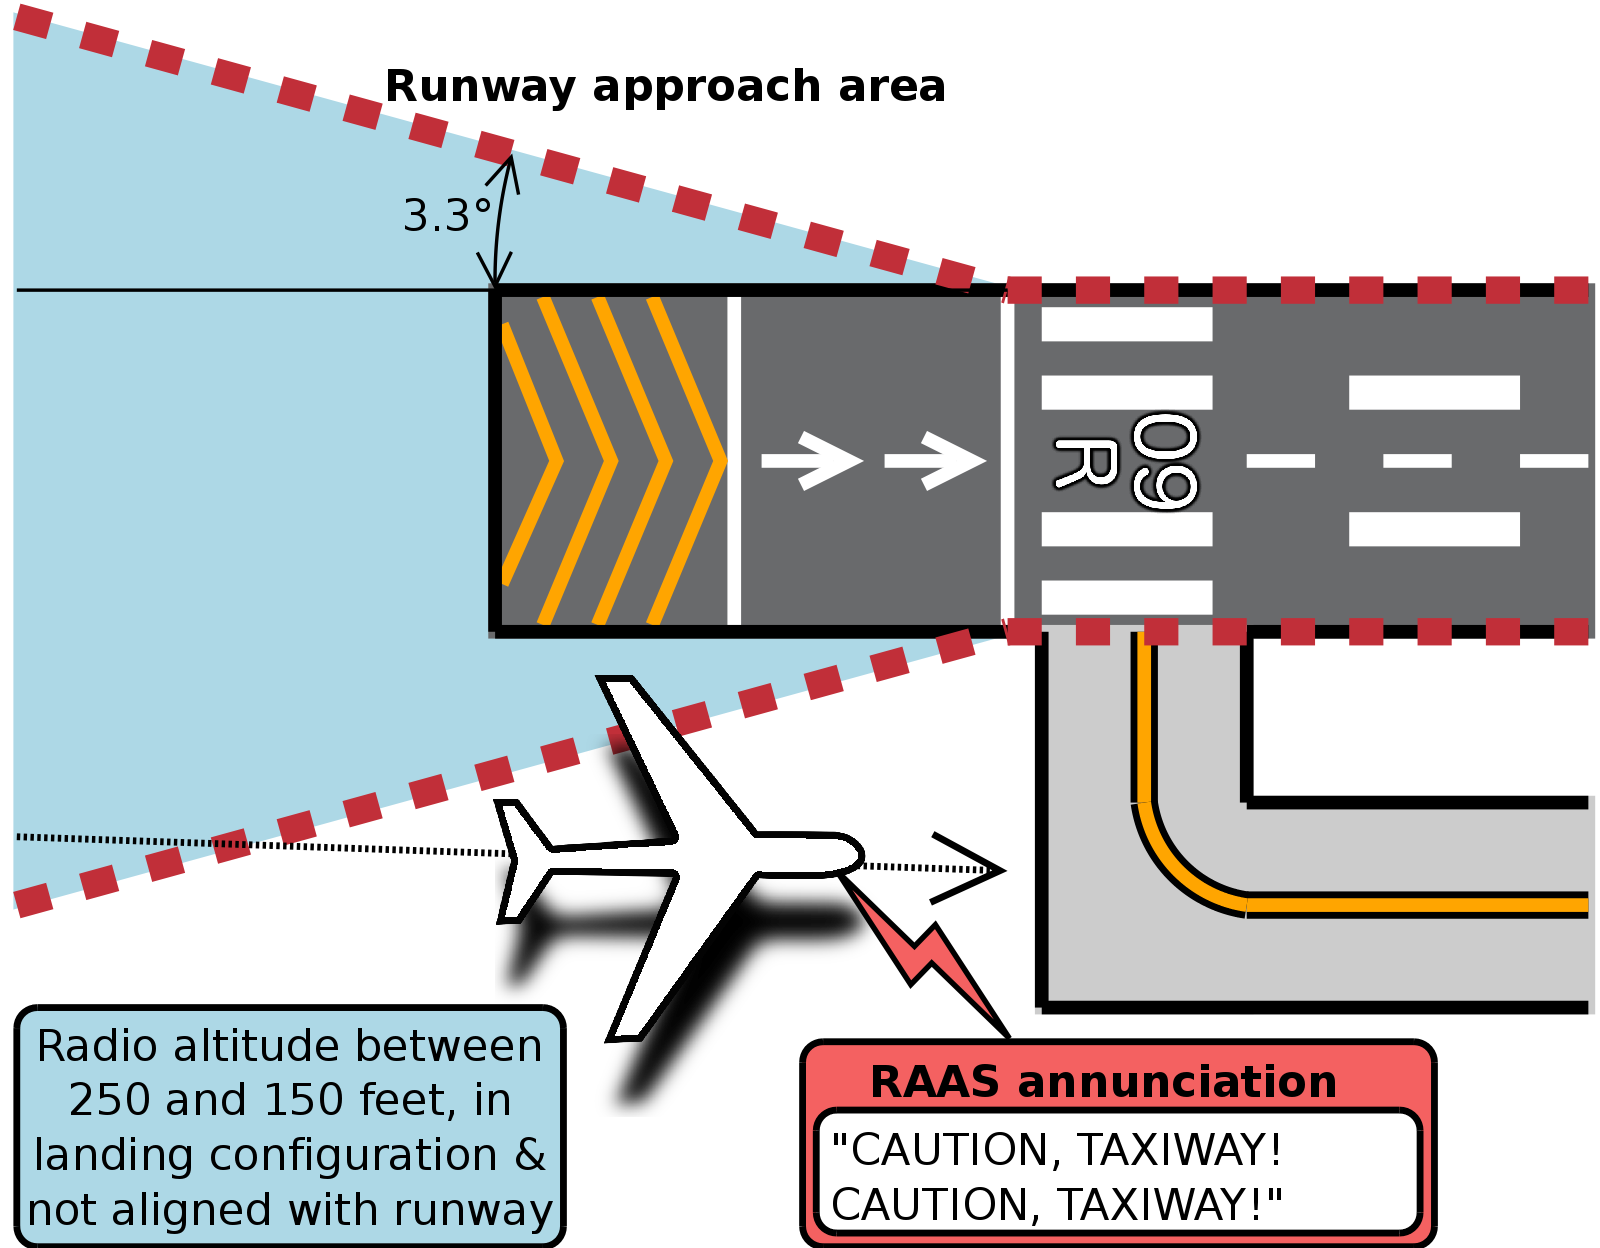 Runway approach area
3.3°
09
R
Radio altitude between
250 and 150 feet, in
landing configuration &
not aligned with runway
RAAS annunciation
"CAUTION, TAXIWAY!
CAUTION, TAXIWAY!"